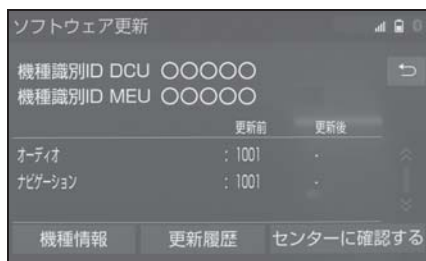 ソフトウェア更新
機種識別ID DCU ○○○○○
機種識別ID MEU ○○○○○
更新前 更新後
オーディオ : 1001 -
ナビゲーション : 1001 -
機種情報 更新履歴 センターに確認する